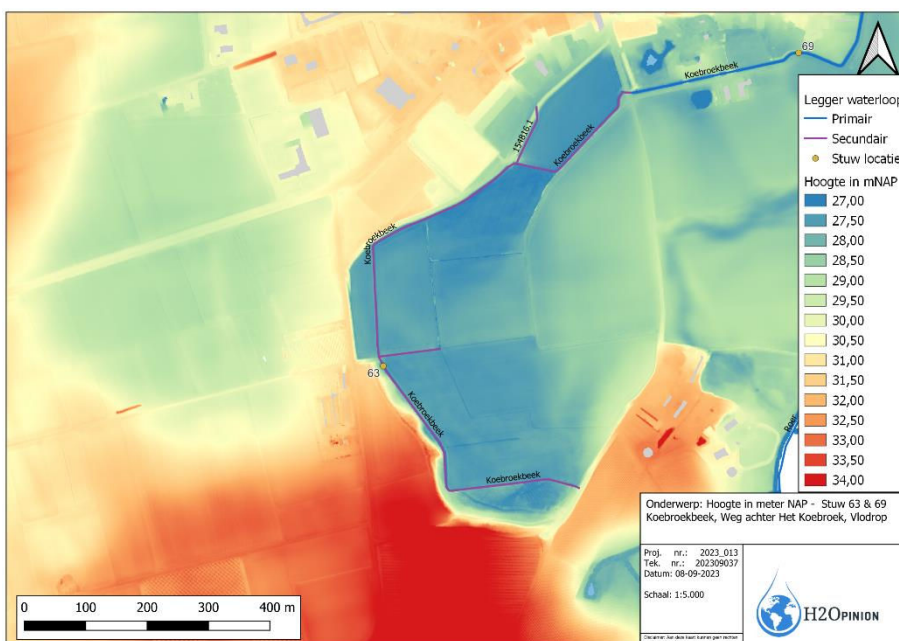 69
Koebroekbeek
154816.1
Koebroekbeek
Koebroekbeek
63
Koebroekbeek
Koebroekbeek
Roer
Legger waterloop
Primair
Secundair
Stuw locatie
Hoogte in mNAP
27,00
27,50
28,00
28,50
29,00
29,50
30,00
30,50
31,00
31,50
32,00
32,50
33,00
33,50
34,00
Onderwerp: Hoogte in meter NAP - Stuw 63 & 69
Koebroekbeek, Weg achter Het Koebroek, Vlodrop
Proj. nr.: 2023_013
Tek. nr.: 202309037
Datum: 08-09-2023
Schaal: 1:5.000
H2OPINION
0 100 200 300 400 m